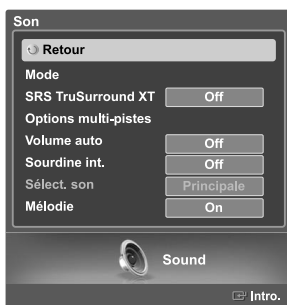 Son
Retour
Mode
SRS TruSurround XT Off
Options multi-pistes
Volume auto Off
Sourdine int. Off
Sélect. son Principale
Mélodie On
Sound
Intro.